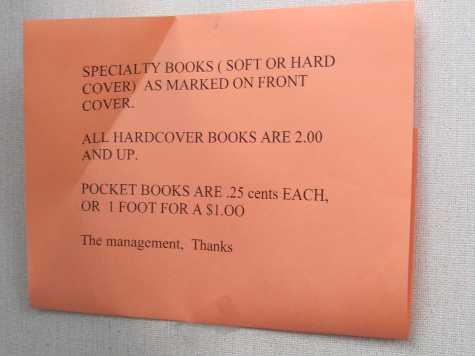 SPECIALTY BOOKS ( SOFT OR HARD
COVER) AS MARKED ON FRONT
COVER.
ALL HARDCOVER BOOKS ARE 2.00
AND UP.
POCKET BOOKS ARE .25 cents EACH,
OR 1 FOOT FOR A $1.OO
The management, Thanks